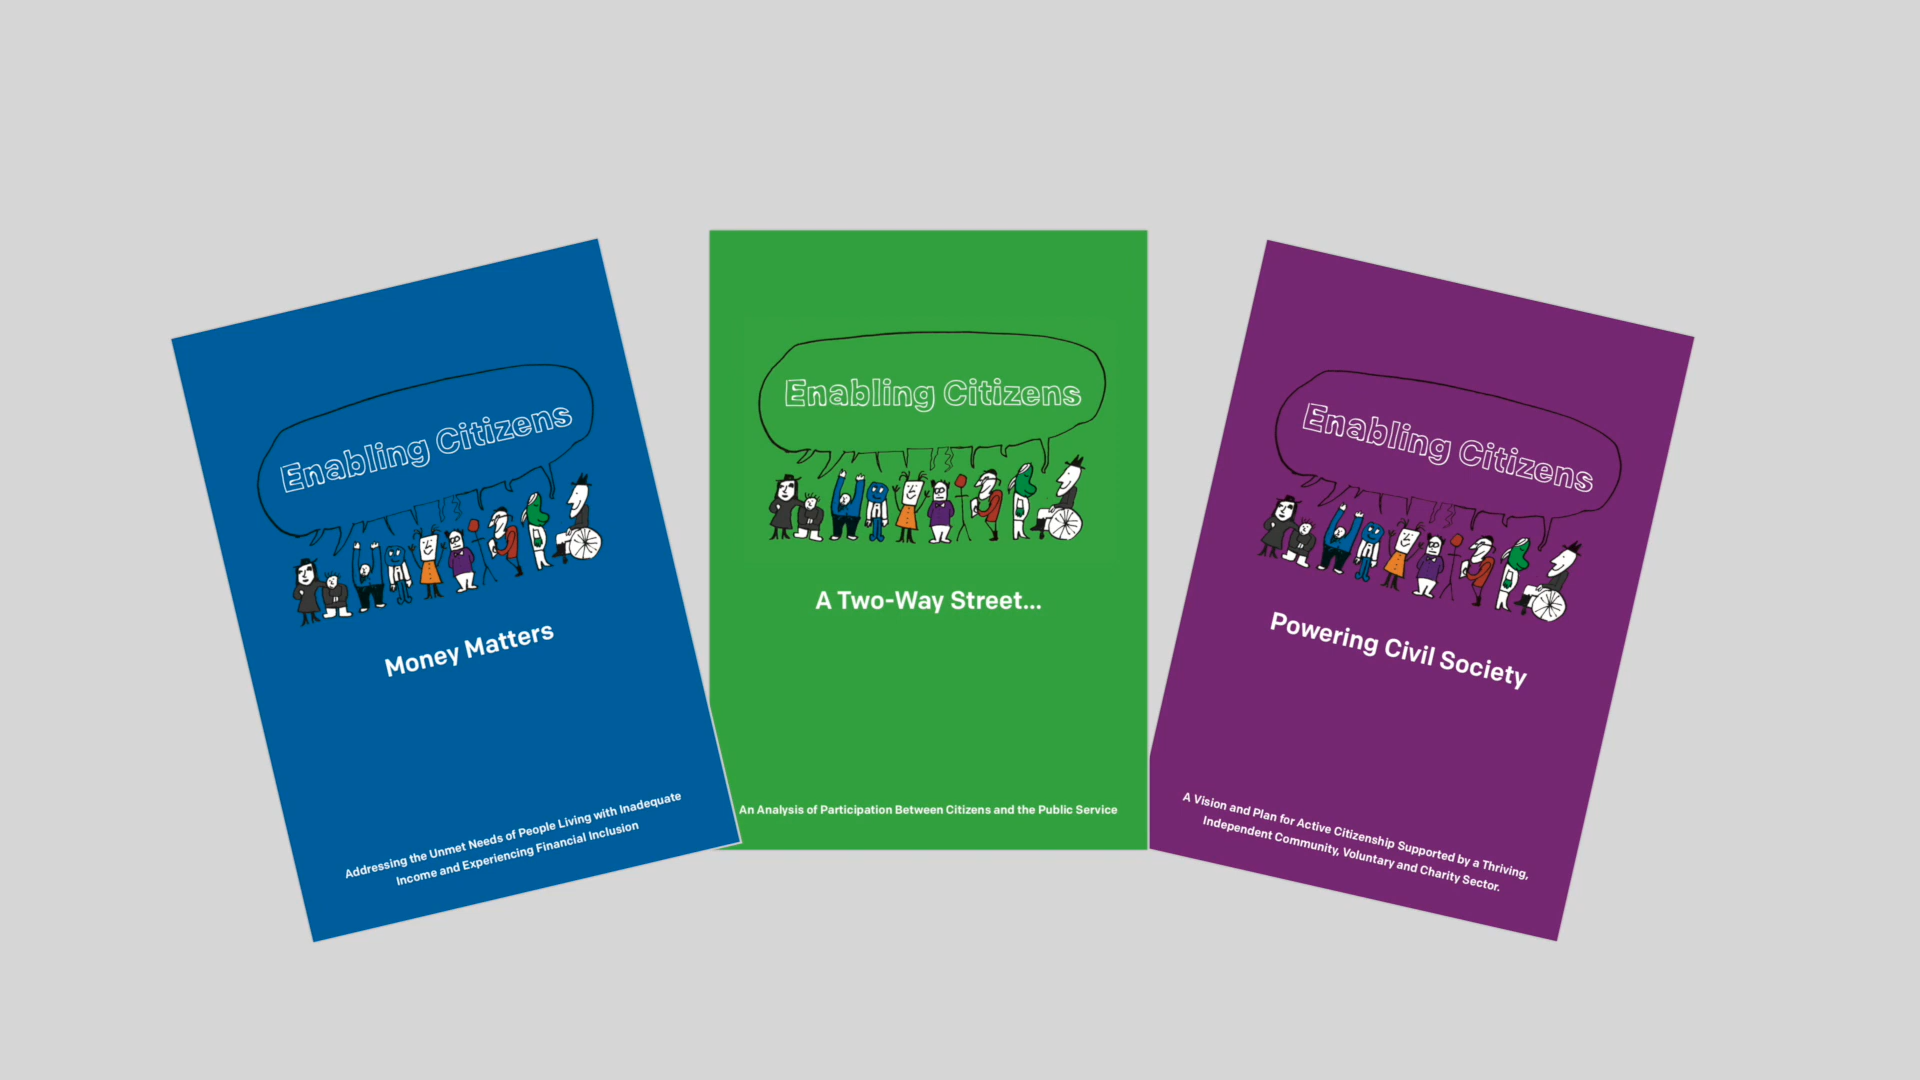 Enabling Citizens
Money Matters
Addressing the Unmet Needs of People Living with Inadequate
Income and Experiencing Financial Inclusion
Enabling Citizens
A Two-Way Street...
An Analysis of Participation Between Citizens and the Public Service
Enabling Citizens
Powering Civil Society
A Vision and Plan for Active Citizenship Supported by a Thriving,
Independent Community, Voluntary and Charity Sector.